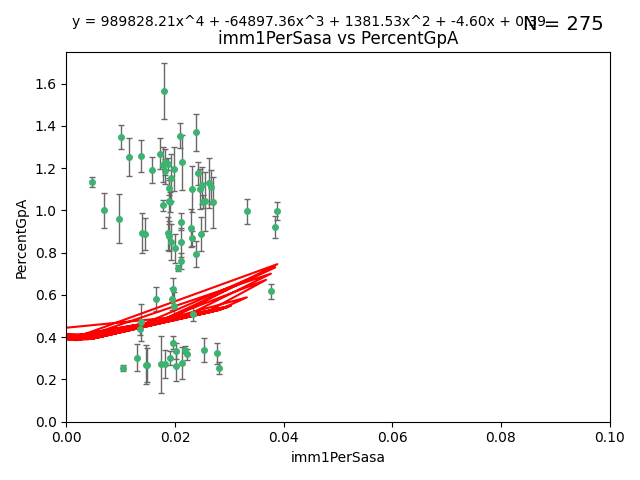 y = 989828.21x^4 + -64897.36x^3 + 1381.53x^2 + -4.60x + 0.39
N = 275
imm1PerSasa vs PercentGpA
PercentGpA
1.6
1.4
1.2
1.0
0.8
0.6
0.4
0.2
0.0
0.00 0.02 0.04 0.06 0.08 0.10
imm1PerSasa